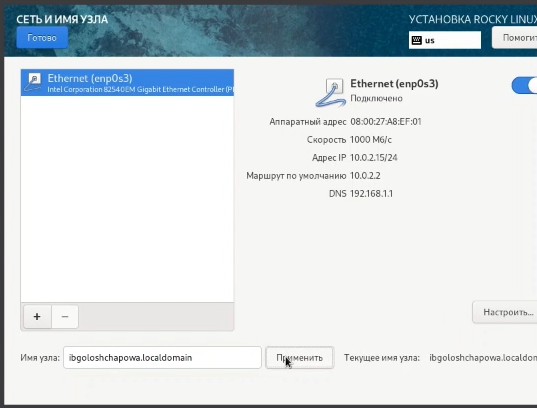 СЕТЬ И ИМЯ УЗЛА
УСТАНОВКА ROCKY LINUX
Готово
us
Ethernet (enp0s3)
Intel Corporation 82540EM Gigabit Ethernet Controller (P
Ethernet (enp0s3)
Подключено
Аппаратный адрес 08:00:27:A8:EF:01
Скорость 1000 Мб/с
Адрес IP 10.0.2.15/24
Маршрут по умолчанию 10.0.2.2
DNS 192.168.1.1
+ −
Настроить...
Имя узла: ibgoloshchapowa.localdomain Применить Текущее имя узла: